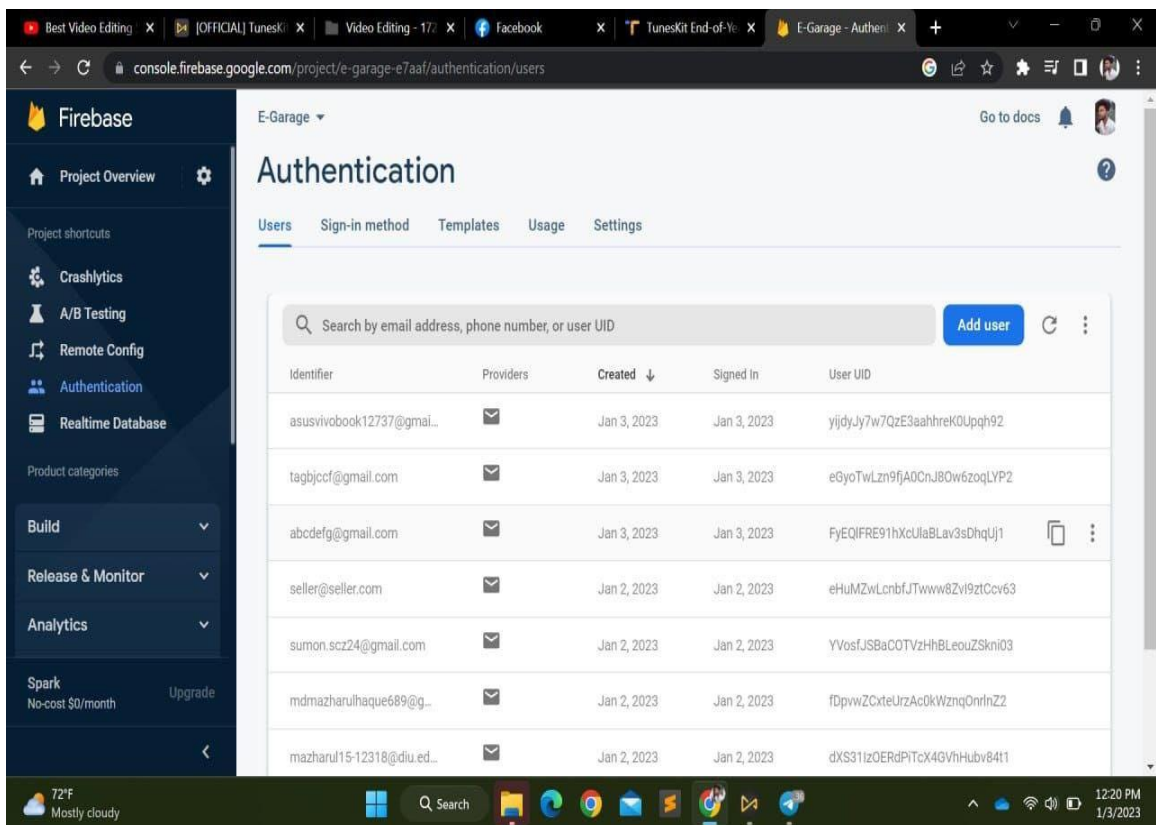 Best Video Editing
[OFFICIAL] TunesKi
Video Editing - 172
Facebook
TunesKit End-of-Ye
E-Garage - Authent
console.firebase.google.com/project/e-garage-e7aaf/authentication/users
Firebase
E-Garage
Go to docs
Project Overview
Authentication
Users Sign-in method Templates Usage Settings
Project shortcuts
Crashlytics
A/B Testing
Remote Config
Authentication
Realtime Database
Product categories
Build
Release & Monitor
Analytics
Spark
No-cost $0/month
Upgrade
Search by email address, phone number, or user UID
Add user
Identifier Providers Created Signed In User UID
asusvivobook12737@gmai... Jan 3, 2023 Jan 3, 2023 yijdyJy7w7QzE3aahhreK0Upqh92
tagbjccf@gmail.com Jan 3, 2023 Jan 3, 2023 eGyoTwLzn9fjA0CnJ8Ow6zoqLYP2
abcdefg@gmail.com Jan 3, 2023 Jan 3, 2023 FyEQlFRE91hXcUlaBLav3sDhqUj1
seller@seller.com Jan 2, 2023 Jan 2, 2023 eHuMZwLcnbfJTwww8ZvI9ztCcv63
sumon.scz24@gmail.com Jan 2, 2023 Jan 2, 2023 YVosfJSBaCOTVzHhBLeouZSkni03
mdmazharulhaque689@g... Jan 2, 2023 Jan 2, 2023 fDpvwZCxteUrzAc0kWznqOnrlnZ2
mazharul15-12318@diu.ed... Jan 2, 2023 Jan 2, 2023 dXS31IzOERdPiTcX4GVhHubv84t1
72°F
Mostly cloudy
Search
12:20 PM
1/3/2023